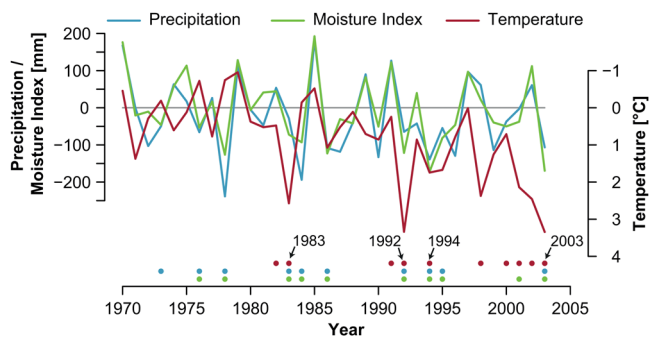 Precipitation Moisture Index Temperature
Precipitation /
Moisture Index [mm]
200
100
0
−100
−200
−1
0
1
2
3
4
Temperature [°C]
1983
1992
1994
2003
1970 1975 1980 1985 1990 1995 2000 2005
Year